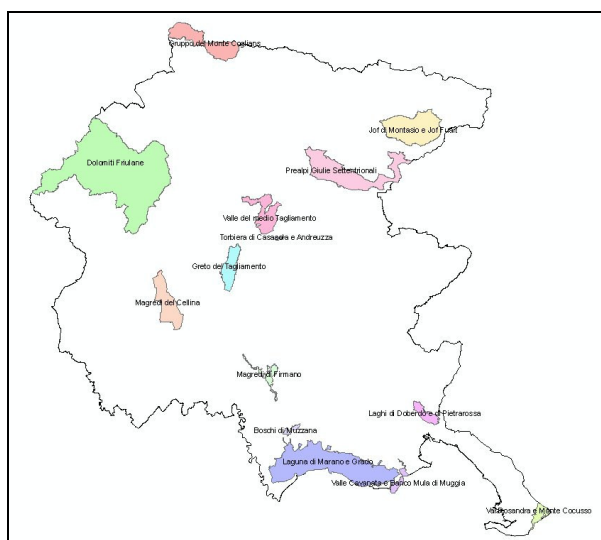 Gruppo del Monte Coglians
Jof di Montasio e Jof Fuart
Dolomiti Friulane
Prealpi Giulie Settentrionali
Valle del medio Tagliamento
Torbiera di Casasola e Andreuzza
Greto del Tagliamento
Magredi del Cellina
Magredi di Firmano
Laghi di Doberdo e di Pietrarossa
Boschi di Muzzana
Laguna di Marano e Grado
Valle Cavanata e Banco Mula di Muggia
Val Rosandra e Monte Cocusso